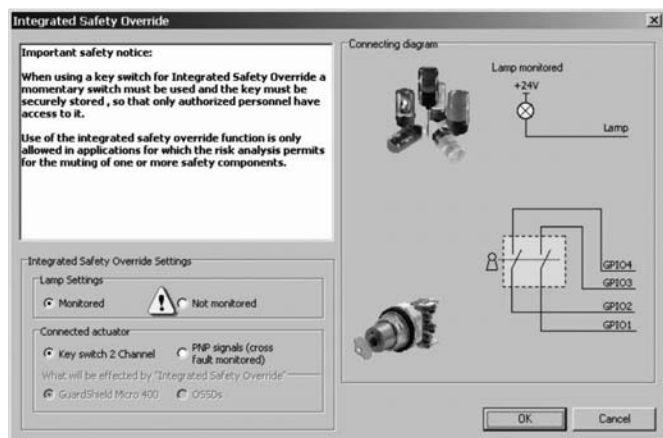 Integrated Safety Override
Important safety notice:
When using a key switch for Integrated Safety Override a
momentary switch must be used and the key must be
securely stored , so that only authorized personnel have
access to it.
Use of the integrated safety override function is only
allowed in applications for which the risk analysis permits
for the muting of one or more safety components.
Connecting diagram
Lamp monitored
+24V
Lamp
GPIO4
GPIO3
GPIO2
GPIO1
Integrated Safety Override Settings
Lamp Settings
Monitored
Not monitored
Connected actuator
Key switch 2 Channel
PNP signals (cross
fault monitored)
What will be effected by "Integrated Safety Override"
GuardShield Micro 400
OSSDs
OK
Cancel